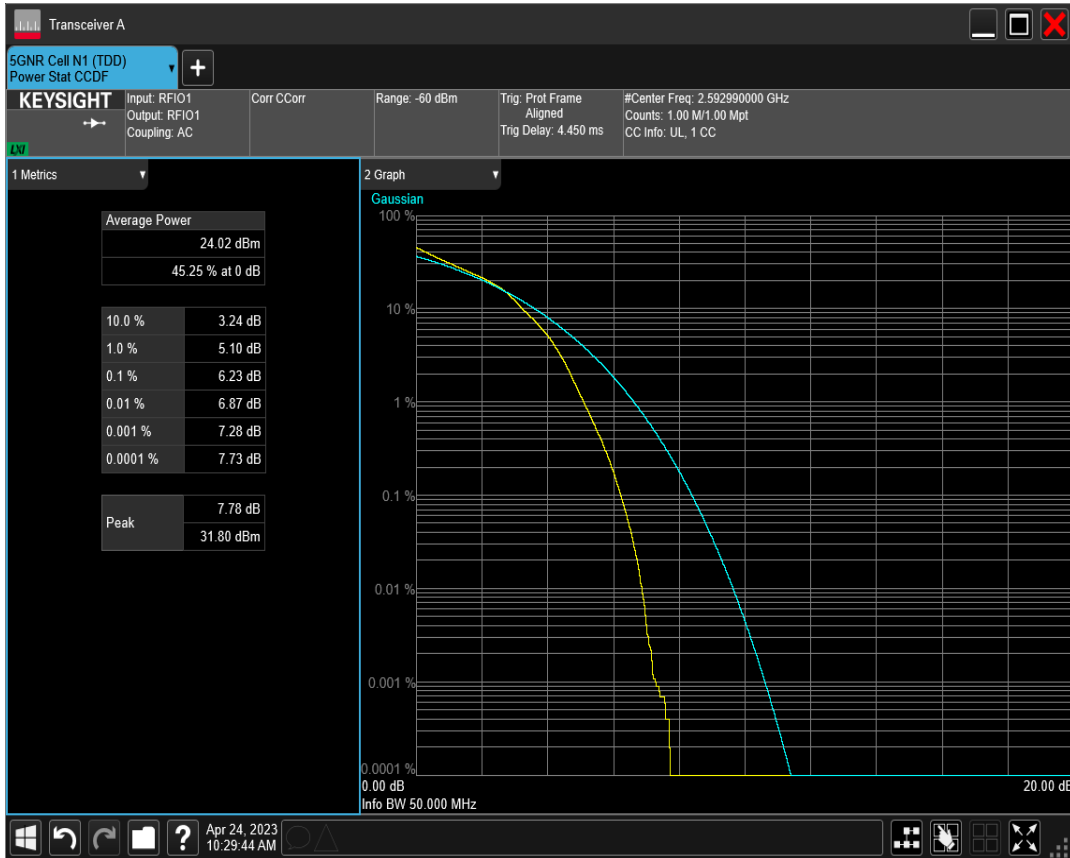 Transceiver A
5GNR Cell N1 (TDD)
Power Stat CCDF
+
KEYSIGHT
LXI
Input: RFIO1
Output: RFIO1
Coupling: AC
Corr CCorr
Range: -60 dBm
Trig: Prot Frame
Aligned
Trig Delay: 4.450 ms
#Center Freq: 2.592990000 GHz
Counts: 1.00 M/1.00 Mpt
CC Info: UL, 1 CC
1 Metrics
Average Power
24.02 dBm
45.25 % at 0 dB
10.0 % 3.24 dB
1.0 % 5.10 dB
0.1 % 6.23 dB
0.01 % 6.87 dB
0.001 % 7.28 dB
0.0001 % 7.73 dB
Peak 7.78 dB
31.80 dBm
2 Graph
Gaussian
100 %
10 %
1 %
0.1 %
0.01 %
0.001 %
0.0001 %
0.00 dB 20.00 dB
Info BW 50.000 MHz
?
Apr 24, 2023
10:29:44 AM